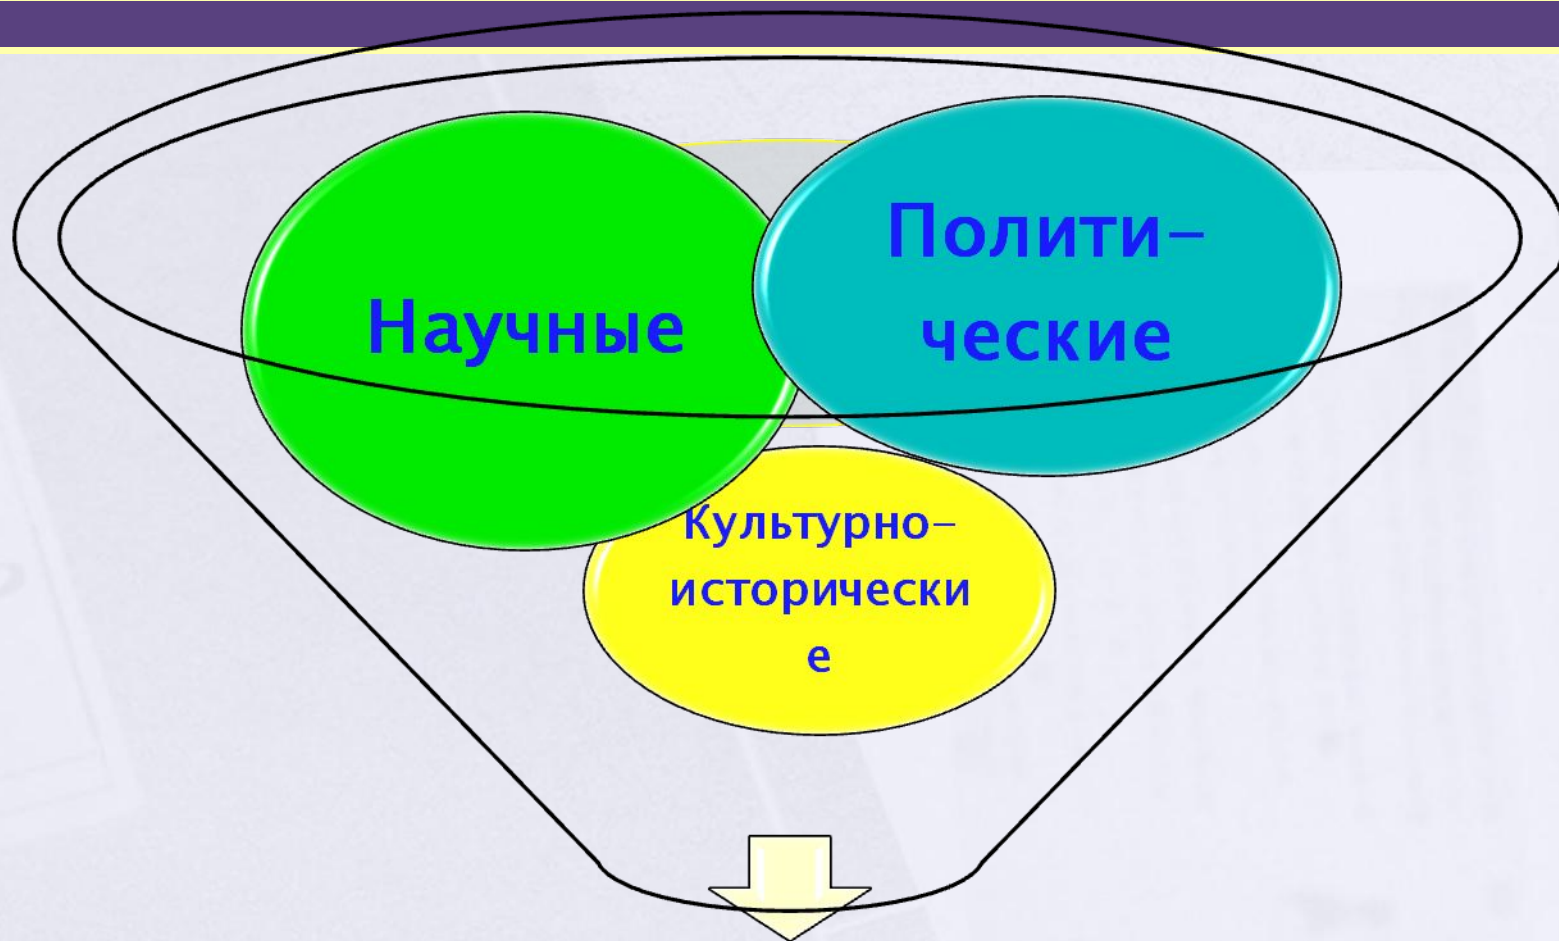 Научные
Полити-
ческие
Культурно-
исторически
е